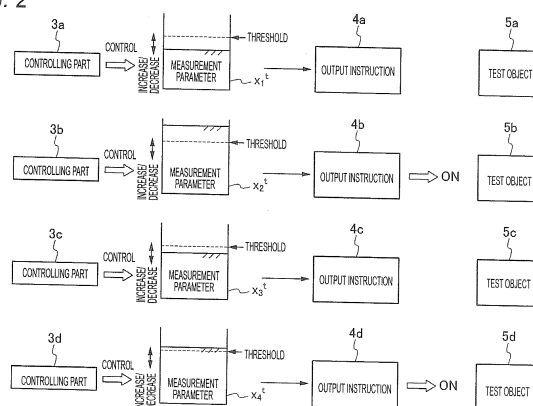 3a
CONTROLLING PART
CONTROL
INCREASE/
DECREASE
THRESHOLD
MEASUREMENT
PARAMETER
X1t
4a
OUTPUT INSTRUCTION
5a
TEST OBJECT
3b
CONTROLLING PART
CONTROL
INCREASE/
DECREASE
THRESHOLD
MEASUREMENT
PARAMETER
X2t
4b
OUTPUT INSTRUCTION
ON
5b
TEST OBJECT
3c
CONTROLLING PART
CONTROL
INCREASE/
DECREASE
THRESHOLD
MEASUREMENT
PARAMETER
X3t
4c
OUTPUT INSTRUCTION
5c
TEST OBJECT
3d
CONTROLLING PART
CONTROL
INCREASE/
DECREASE
THRESHOLD
MEASUREMENT
PARAMETER
X4t
4d
OUTPUT INSTRUCTION
ON
5d
TEST OBJECT